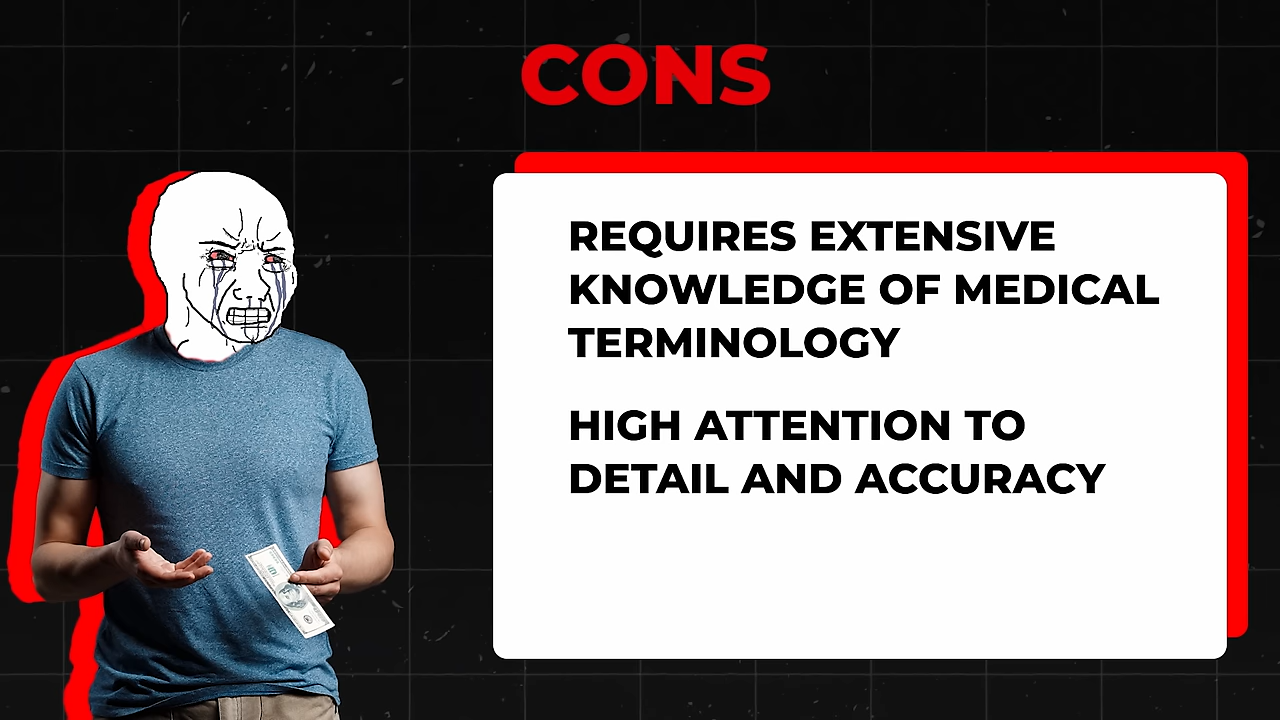 CONS
REQUIRES EXTENSIVE
KNOWLEDGE OF MEDICAL
TERMINOLOGY
HIGH ATTENTION TO
DETAIL AND ACCURACY